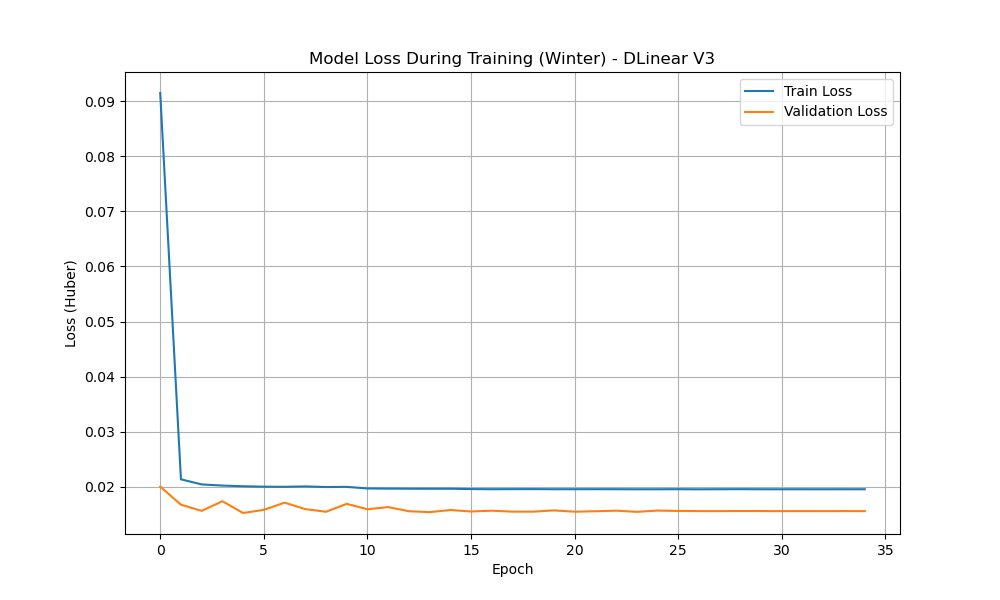 Model Loss During Training (Winter) - DLinear V3
Train Loss
Validation Loss
Loss (Huber)
0.09
0.08
0.07
0.06
0.05
0.04
0.03
0.02
0 5 10 15 20 25 30 35
Epoch